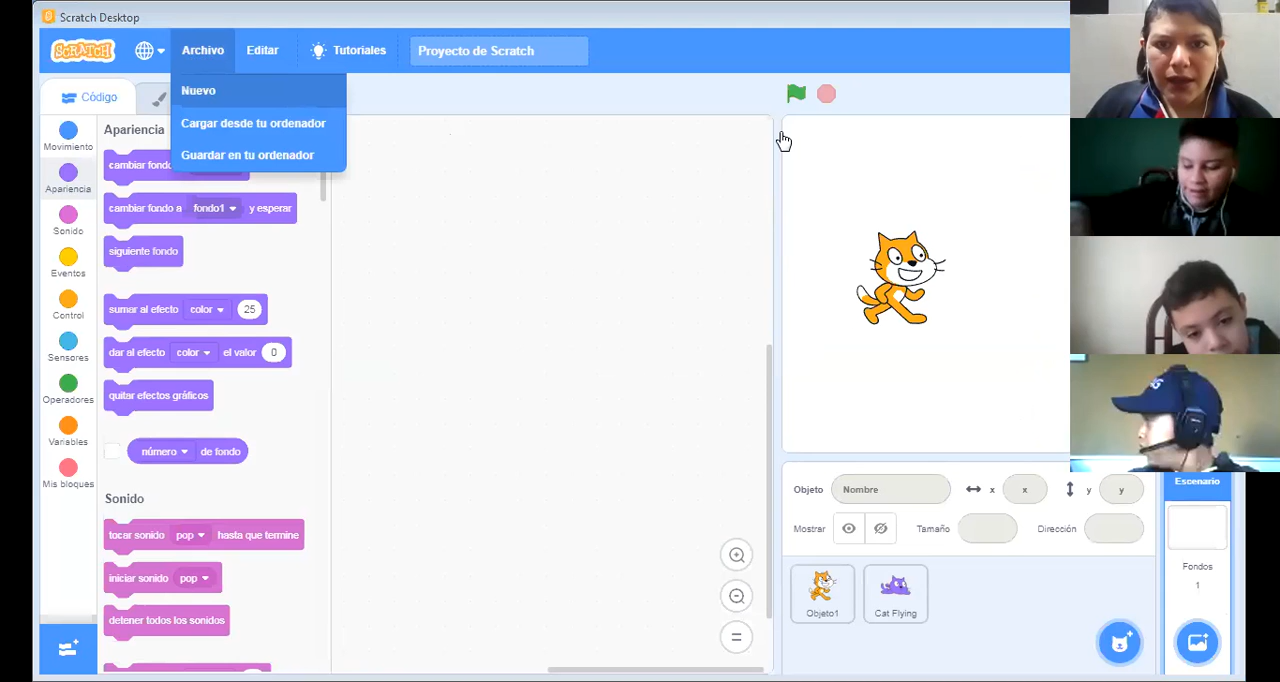 Scratch Desktop
SCRATCH
Archivo
Editar
Tutoriales
Proyecto de Scratch
Nuevo
Cargar desde tu ordenador
Guardar en tu ordenador
Código
Movimiento
Apariencia
Sonido
Eventos
Control
Sensores
Operadores
Variables
Mis bloques
Apariencia
cambiar fondo
cambiar fondo a fondo1 y esperar
siguiente fondo
sumar al efecto color 25
dar al efecto color el valor 0
quitar efectos gráficos
número de fondo
Sonido
tocar sonido pop hasta que termine
iniciar sonido pop
detener todos los sonidos
Objeto Nombre x x y y
Mostrar Tamaño Dirección
Objeto1
Cat Flying
Escenario
Fondos
1